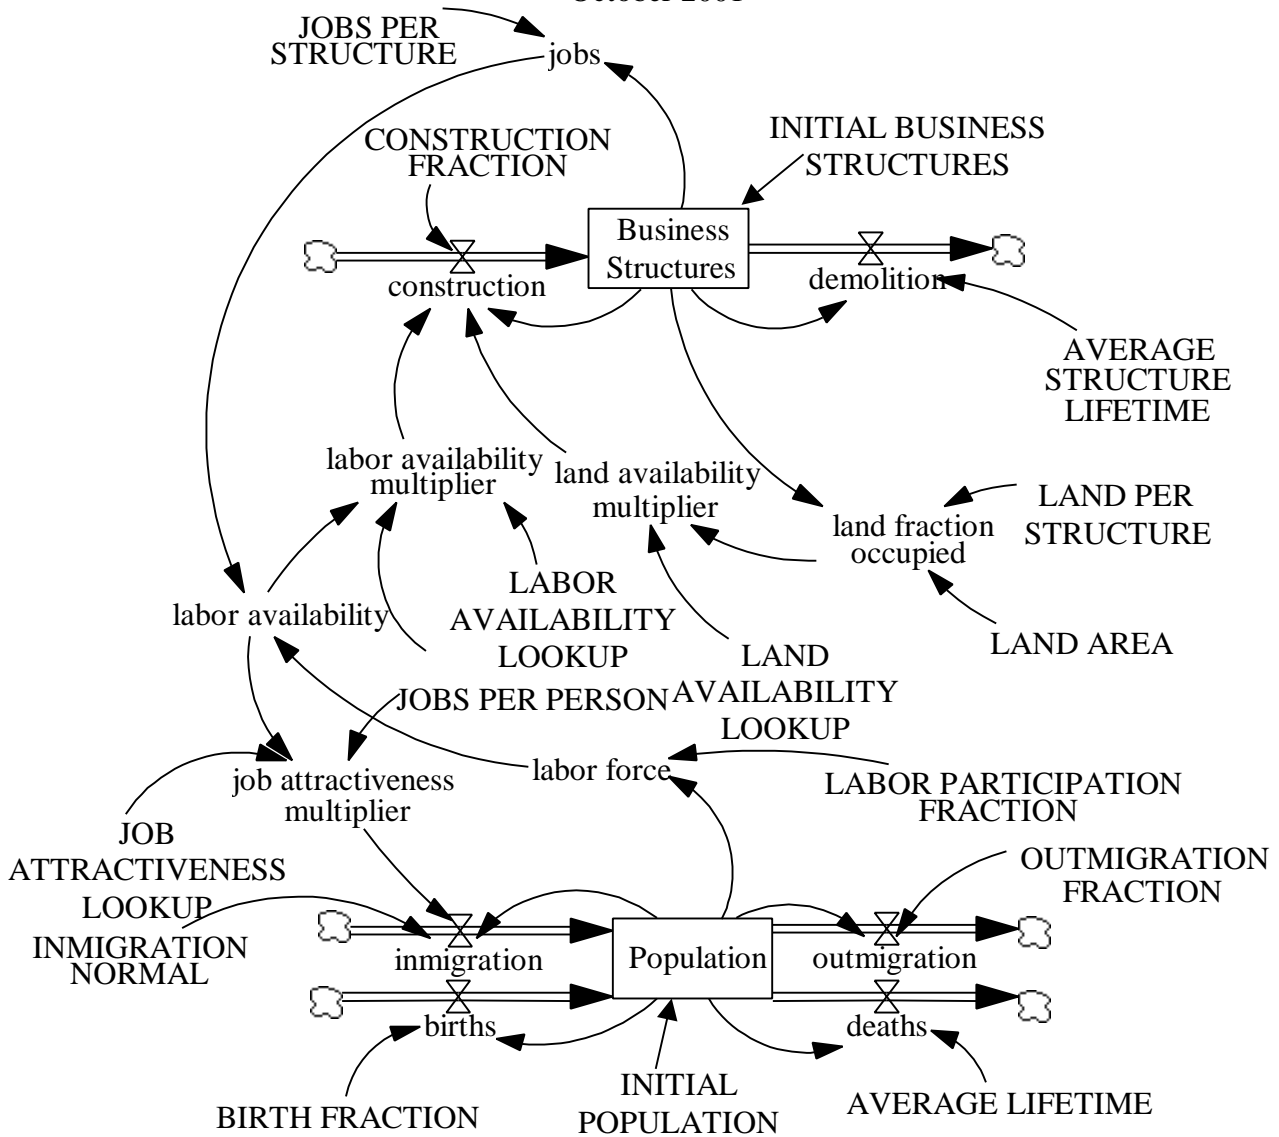 October 2001
JOBS PER
STRUCTURE
jobs
CONSTRUCTION
FRACTION
INITIAL BUSINESS
STRUCTURES
Business
Structures
construction
demolition
AVERAGE
STRUCTURE
LIFETIME
labor availability
multiplier
land availability
multiplier
LAND PER
STRUCTURE
land fraction
occupied
LABOR
AVAILABILITY
LOOKUP
labor availability
LAND AREA
LAND
AVAILABILITY
LOOKUP
JOBS PER PERSON
job attractiveness
multiplier
labor force
LABOR PARTICIPATION
FRACTION
JOB
ATTRACTIVENESS
LOOKUP
OUTMIGRATION
FRACTION
INMIGRATION
NORMAL
inmigration
Population
outmigration
births
deaths
BIRTH FRACTION
INITIAL
POPULATION
AVERAGE LIFETIME